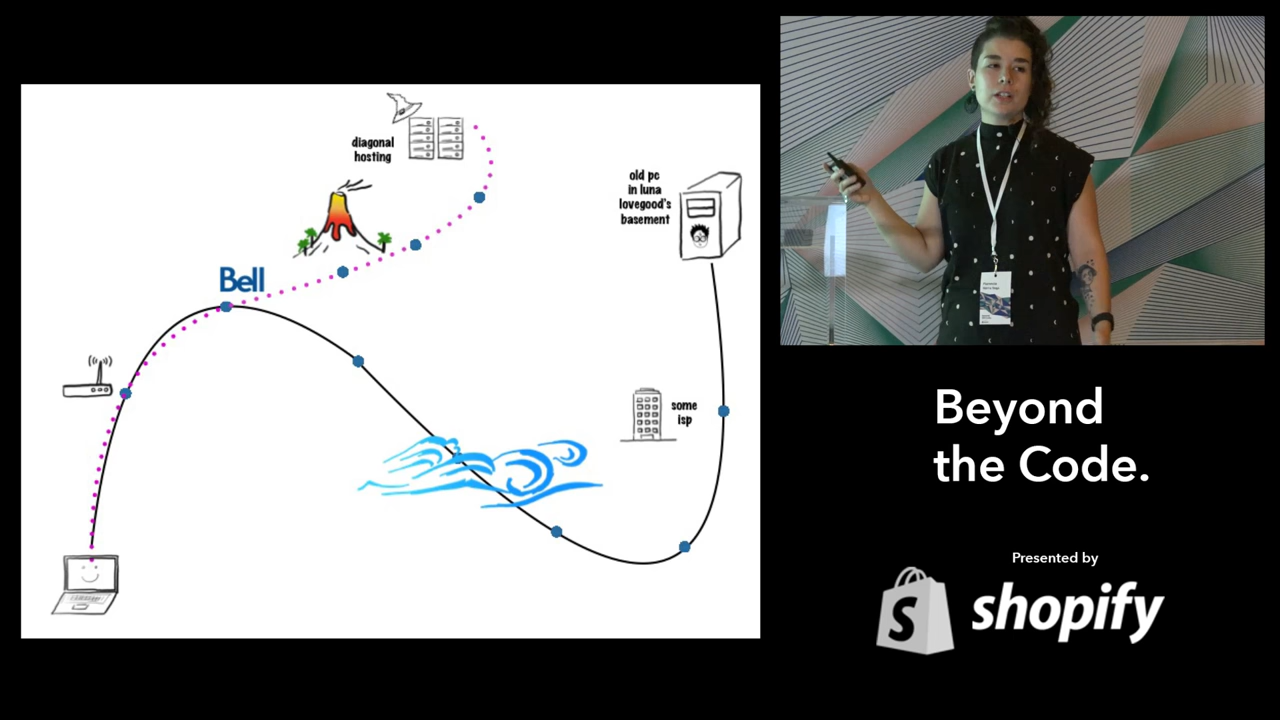 diagonal
hosting
old pc
in luna
lovegood's
basement
Bell
some
isp
Beyond
the Code.
Presented by
S
shopify